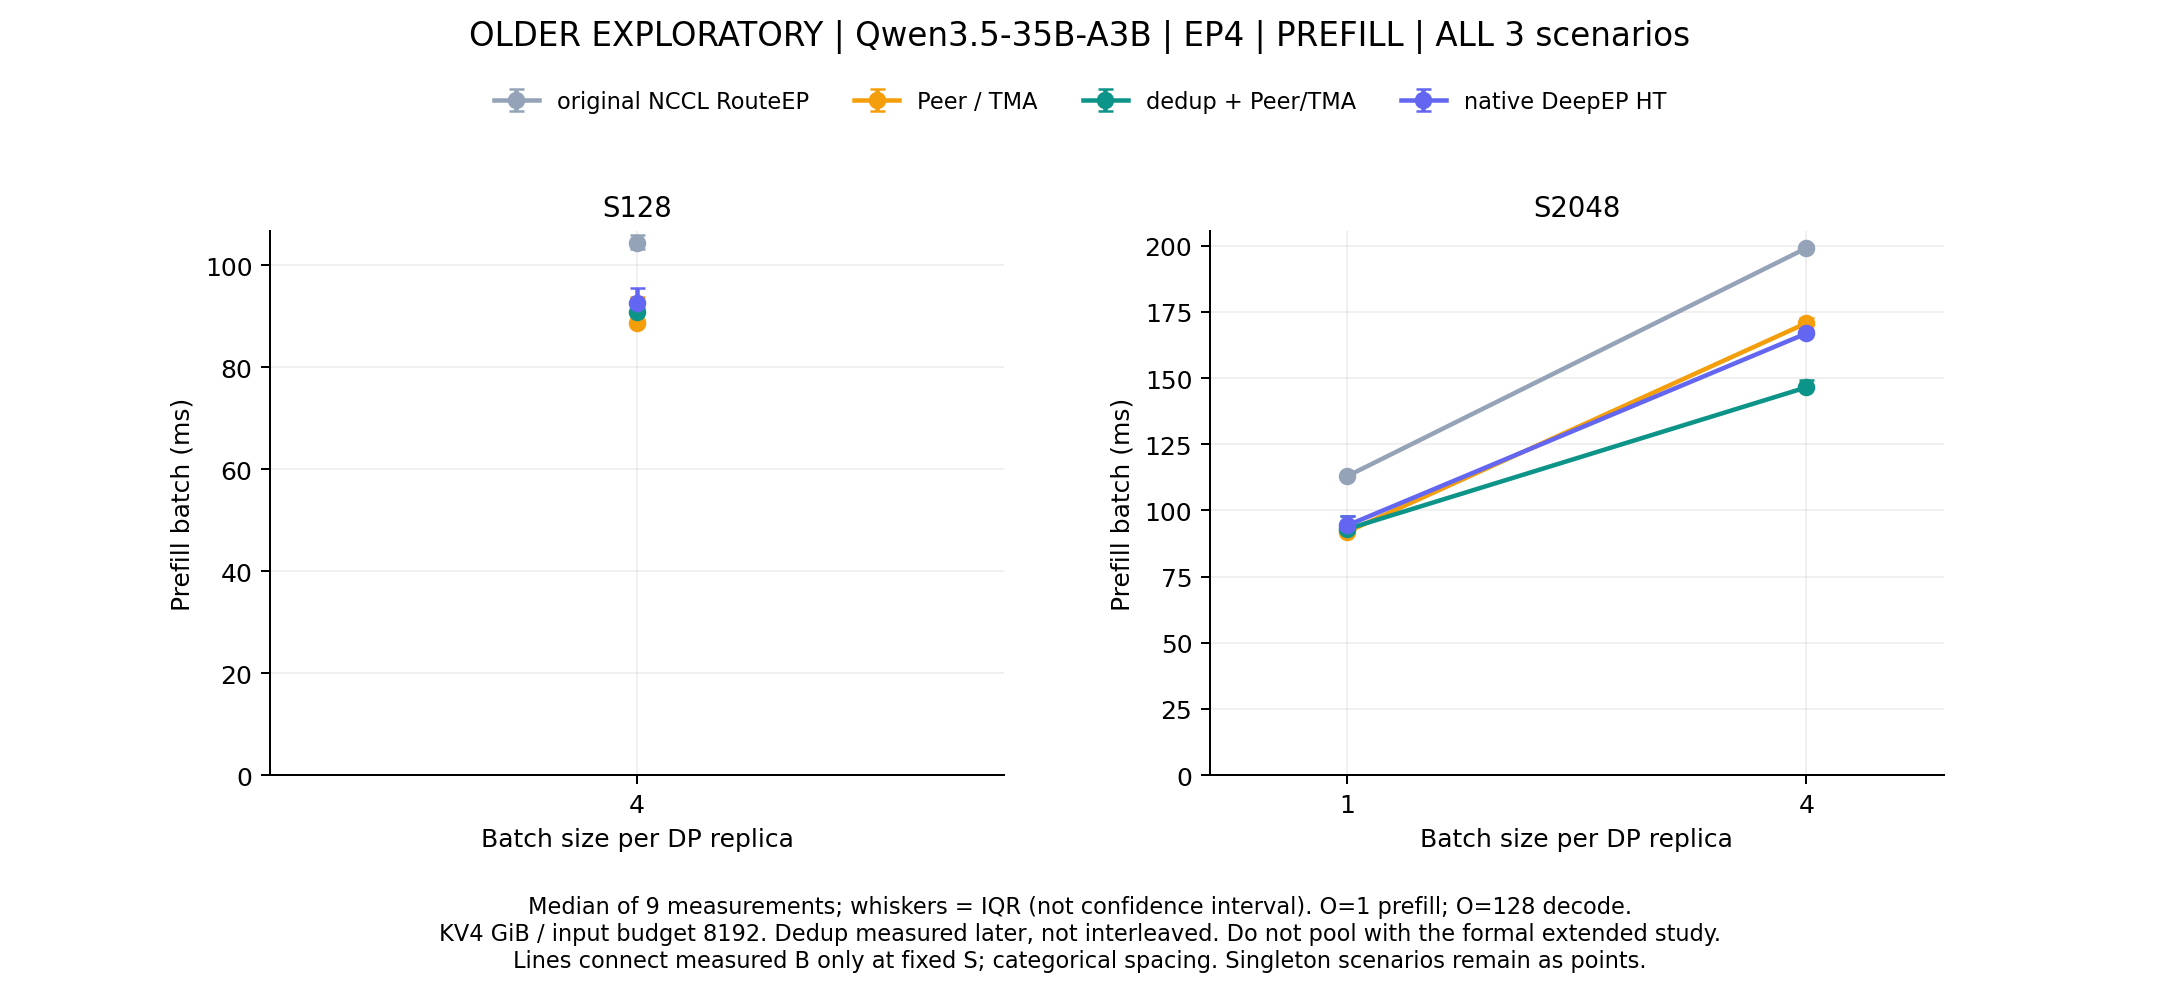 OLDER EXPLORATORY | Qwen3.5-35B-A3B | EP4 | PREFILL | ALL 3 scenarios
original NCCL RouteEP
Peer / TMA
dedup + Peer/TMA
native DeepEP HT
S128
100
80
60
40
20
0
Prefill batch (ms)
4
Batch size per DP replica
S2048
200
175
150
125
100
75
50
25
0
Prefill batch (ms)
1
4
Batch size per DP replica
Median of 9 measurements; whiskers = IQR (not confidence interval). O=1 prefill; O=128 decode.
KV4 GiB / input budget 8192. Dedup measured later, not interleaved. Do not pool with the formal extended study.
Lines connect measured B only at fixed S; categorical spacing. Singleton scenarios remain as points.